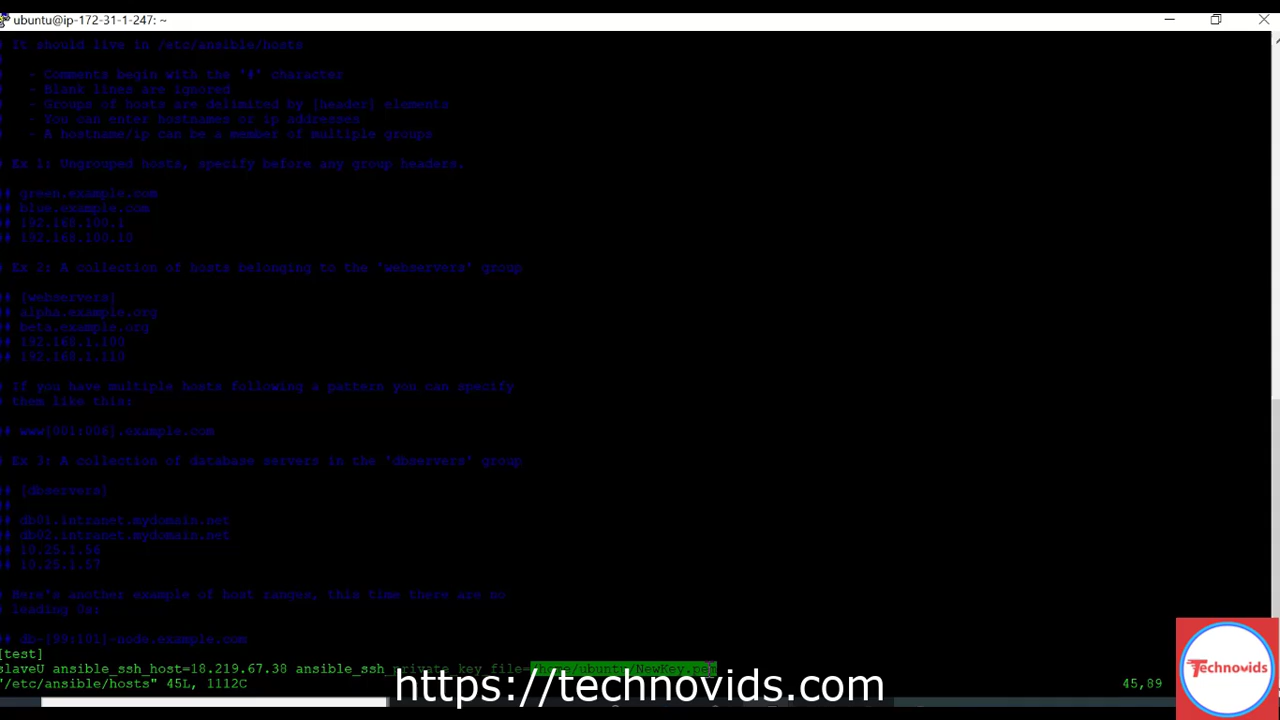 ubuntu@ip-172-31-1-247: ~
# It should live in /etc/ansible/hosts
#
#   - Comments begin with the '#' character
#   - Blank lines are ignored
#   - Groups of hosts are delimited by [header] elements
#   - You can enter hostnames or ip addresses
#   - A hostname/ip can be a member of multiple groups
# Ex 1: Ungrouped hosts, specify before any group headers.
## green.example.com
## blue.example.com
## 192.168.100.1
## 192.168.100.10
# Ex 2: A collection of hosts belonging to the 'webservers' group
## [webservers]
## alpha.example.org
## beta.example.org
## 192.168.1.100
## 192.168.1.110
# If you have multiple hosts following a pattern you can specify
# them like this:
## www[001:006].example.com
# Ex 3: A collection of database servers in the 'dbservers' group
## [dbservers]
##
## db01.intranet.mydomain.net
## db02.intranet.mydomain.net
## 10.25.1.56
## 10.25.1.57
# Here's another example of host ranges, this time there are no
# leading 0s:
## db-[99:101]-node.example.com
[test]
slaveU ansible_ssh_host=18.219.67.38 ansible_ssh_private_key_file=/home/ubuntu/NewKey.pem
"/etc/ansible/hosts" 45L, 1112C
45,89
https://technovids.com
Technovids